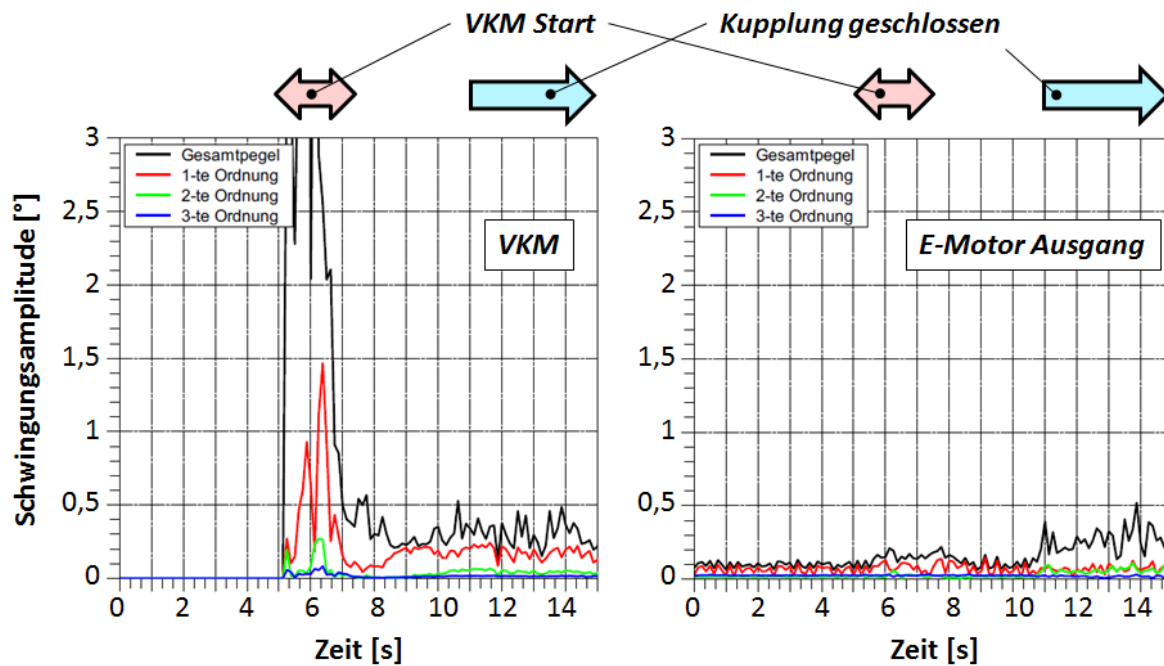 VKM Start
Kupplung geschlossen
Schwingungsamplitude [°]
3
2,5
2
1,5
1
0,5
0
Gesamtpegel
1-te Ordnung
2-te Ordnung
3-te Ordnung
VKM
0 2 4 6 8 10 12 14
Zeit [s]
3
2,5
2
1,5
1
0,5
0
Gesamtpegel
1-te Ordnung
2-te Ordnung
3-te Ordnung
E-Motor Ausgang
0 2 4 6 8 10 12 14
Zeit [s]